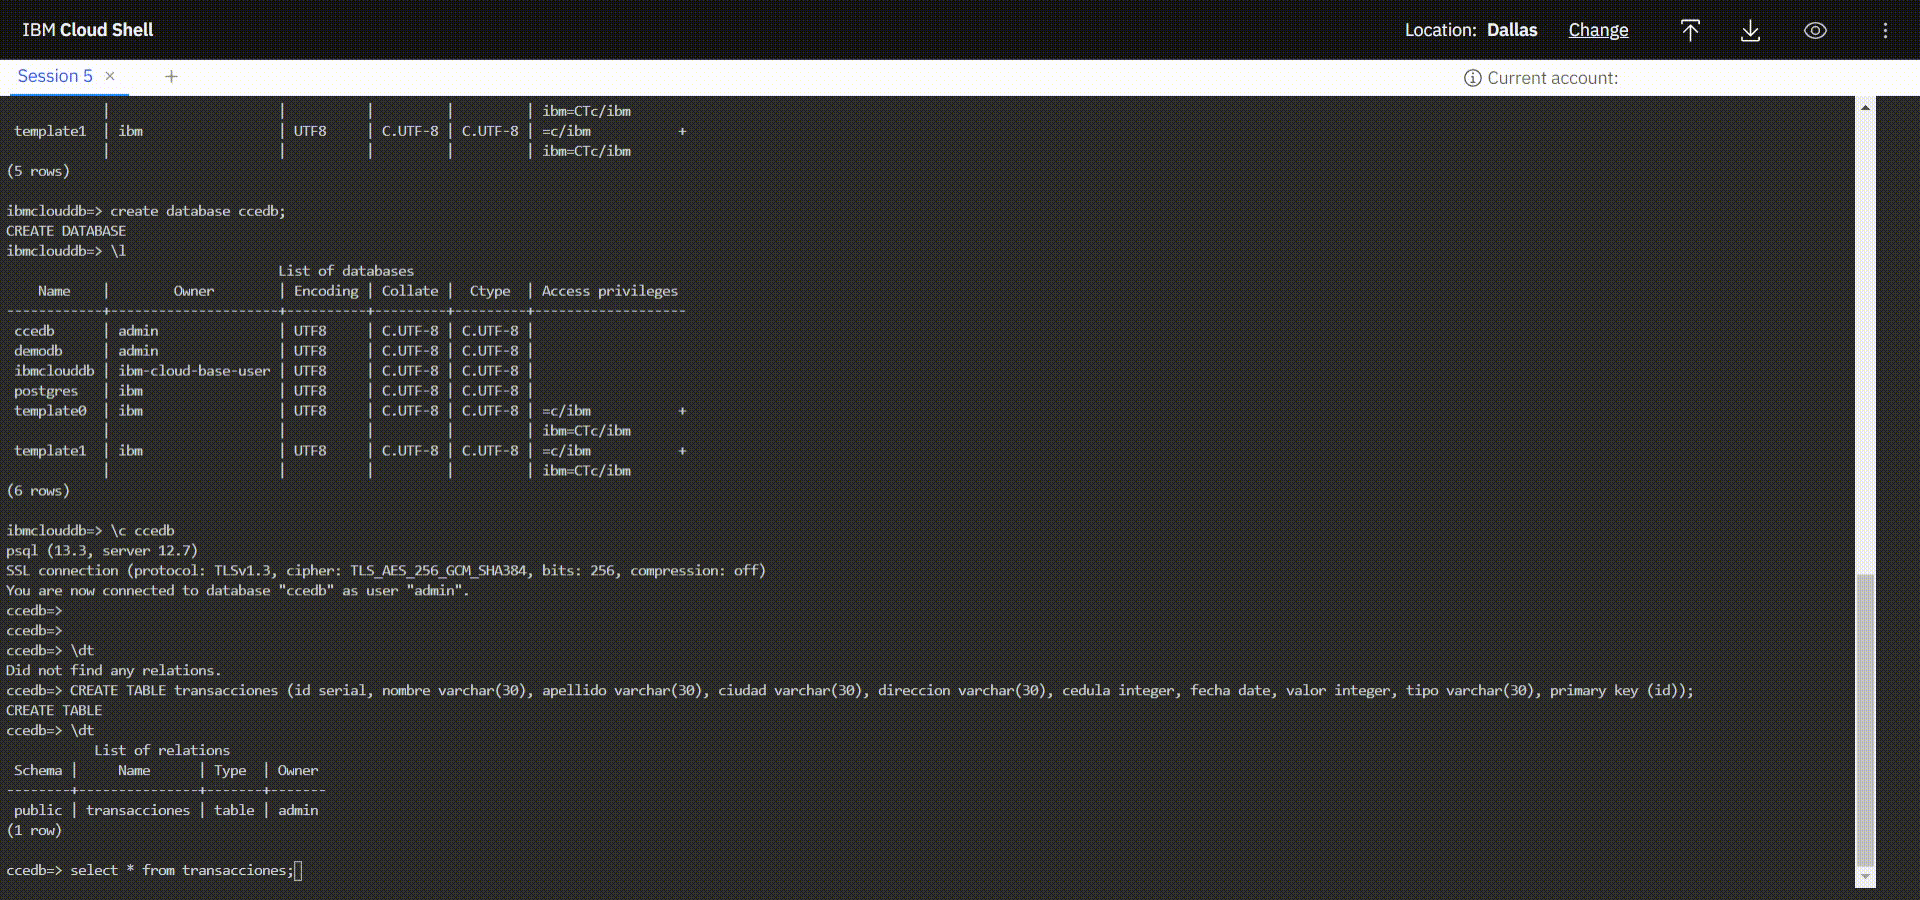 IBM Cloud Shell
Location: Dallas Change
Session 5 × +
Current account:
| | | | | ibm=CTc/ibm
template1 | ibm | UTF8 | C.UTF-8 | C.UTF-8 | =c/ibm +
| | | | | ibm=CTc/ibm
(5 rows)
ibmclouddb=> create database ccedb;
CREATE DATABASE
ibmclouddb=> \l
List of databases
Name | Owner | Encoding | Collate | Ctype | Access privileges
------------+---------------------+----------+---------+---------+-------------------
ccedb | admin | UTF8 | C.UTF-8 | C.UTF-8 |
demodb | admin | UTF8 | C.UTF-8 | C.UTF-8 |
ibmclouddb | ibm-cloud-base-user | UTF8 | C.UTF-8 | C.UTF-8 |
postgres | ibm | UTF8 | C.UTF-8 | C.UTF-8 |
template0 | ibm | UTF8 | C.UTF-8 | C.UTF-8 | =c/ibm +
| | | | | ibm=CTc/ibm
template1 | ibm | UTF8 | C.UTF-8 | C.UTF-8 | =c/ibm +
| | | | | ibm=CTc/ibm
(6 rows)
ibmclouddb=> \c ccedb
psql (13.3, server 12.7)
SSL connection (protocol: TLSv1.3, cipher: TLS_AES_256_GCM_SHA384, bits: 256, compression: off)
You are now connected to database "ccedb" as user "admin".
ccedb=>
ccedb=>
ccedb=> \dt
Did not find any relations.
ccedb=> CREATE TABLE transacciones (id serial, nombre varchar(30), apellido varchar(30), ciudad varchar(30), direccion varchar(30), cedula integer, fecha date, valor integer, tipo varchar(30), primary key (id));
CREATE TABLE
ccedb=> \dt
List of relations
Schema | Name | Type | Owner
--------+---------------+-------+-------
public | transacciones | table | admin
(1 row)
ccedb=> select * from transacciones;